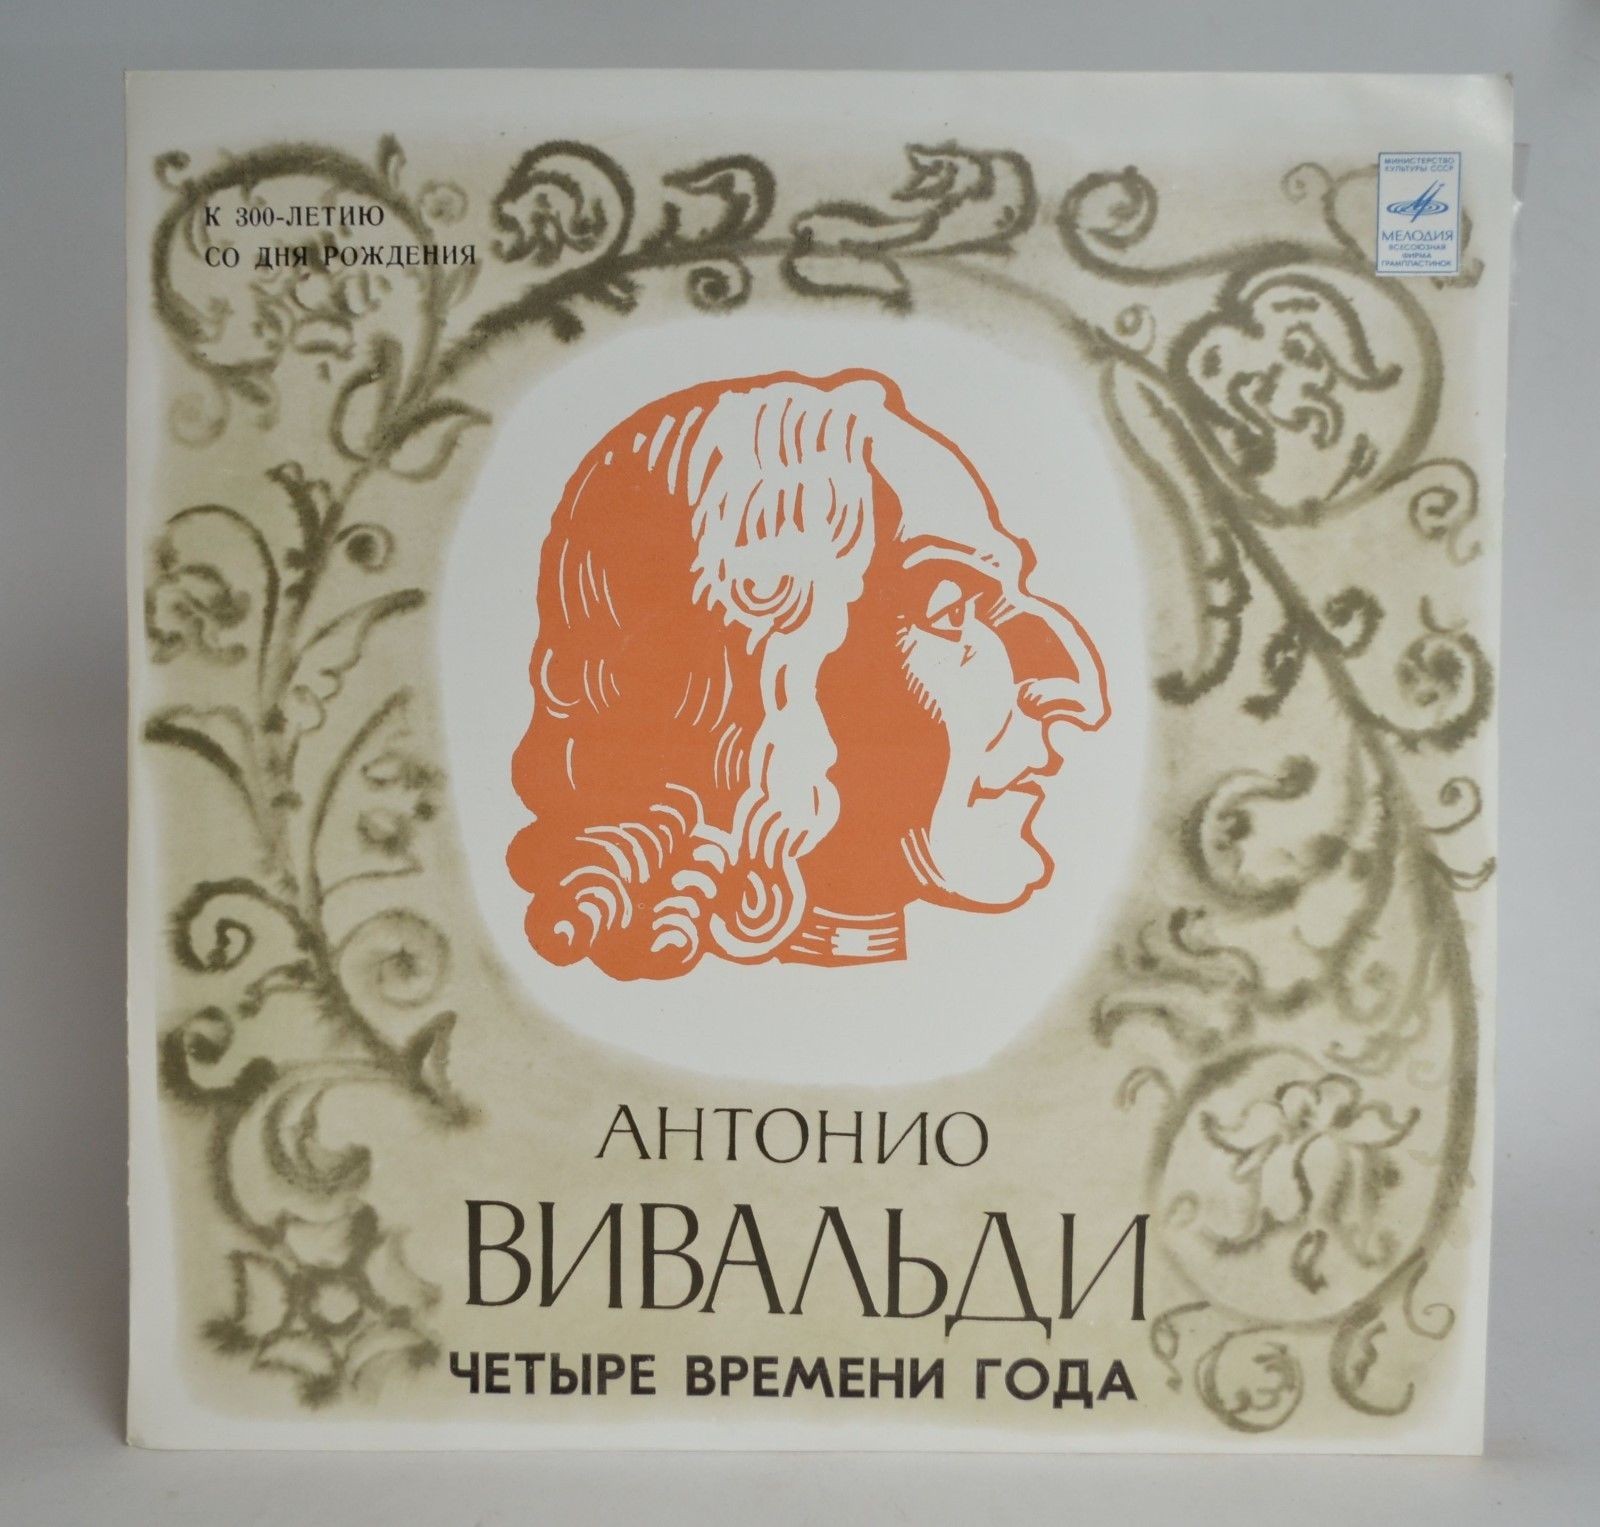 К 300-ЛЕТИЮ
СО ДНЯ РОЖДЕНИЯ
МИНИСТЕРСТВО
КУЛЬТУРЫ СССР
МЕЛОДИЯ
ВСЕСОЮЗНАЯ
ФИРМА
ГРАМПЛАСТИНОК
АНТОНИО
ВИВАЛЬДИ
ЧЕТЫРЕ ВРЕМЕНИ ГОДА